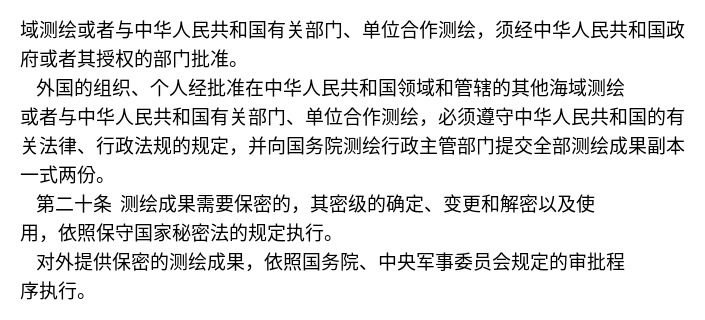 域测绘或者与中华人民共和国有关部门、单位合作测绘，须经中华人民共和国政
府或者其授权的部门批准。
外国的组织、个人经批准在中华人民共和国领域和管辖的其他海域测绘
或者与中华人民共和国有关部门、单位合作测绘，必须遵守中华人民共和国的有
关法律、行政法规的规定，并向国务院测绘行政主管部门提交全部测绘成果副本
一式两份。
第二十条 测绘成果需要保密的，其密级的确定、变更和解密以及使
用，依照保守国家秘密法的规定执行。
对外提供保密的测绘成果，依照国务院、中央军事委员会规定的审批程
序执行。